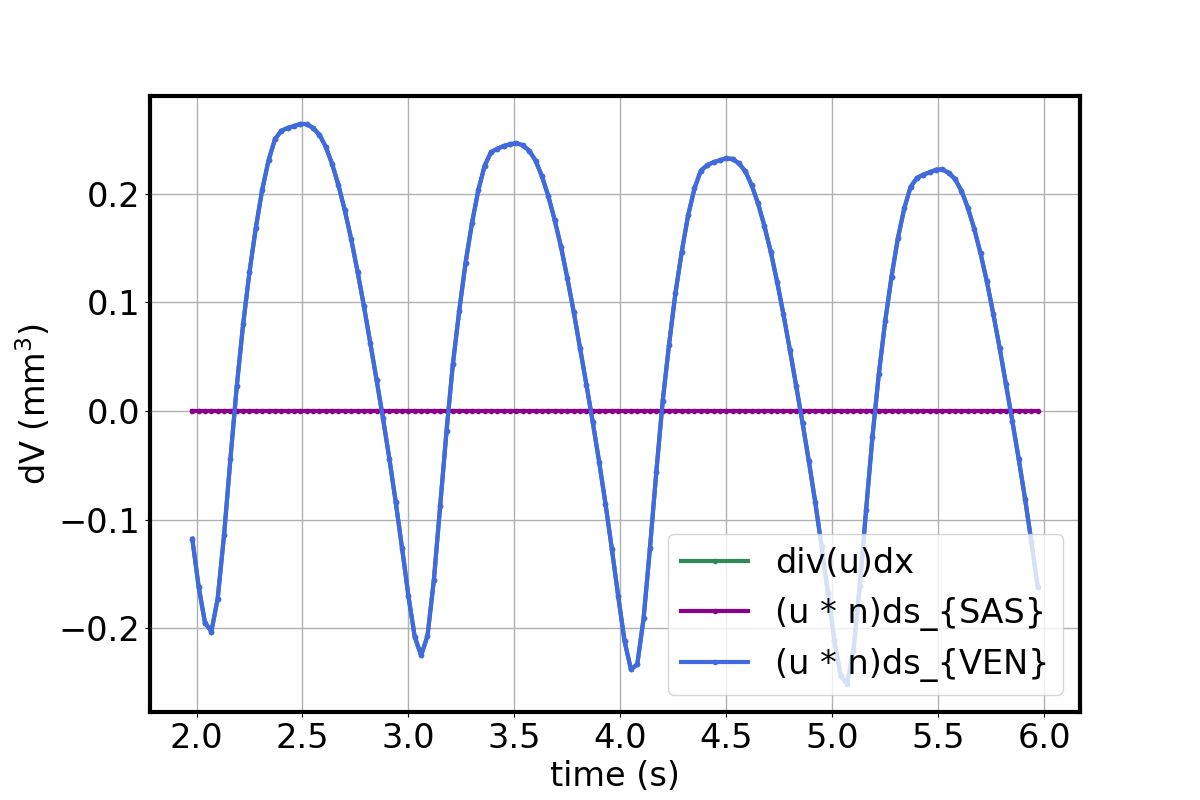 dV (mm³)
0.2
0.1
0.0
−0.1
−0.2
div(u)dx
(u * n)ds_{SAS}
(u * n)ds_{VEN}
2.0 2.5 3.0 3.5 4.0 4.5 5.0 5.5 6.0
time (s)